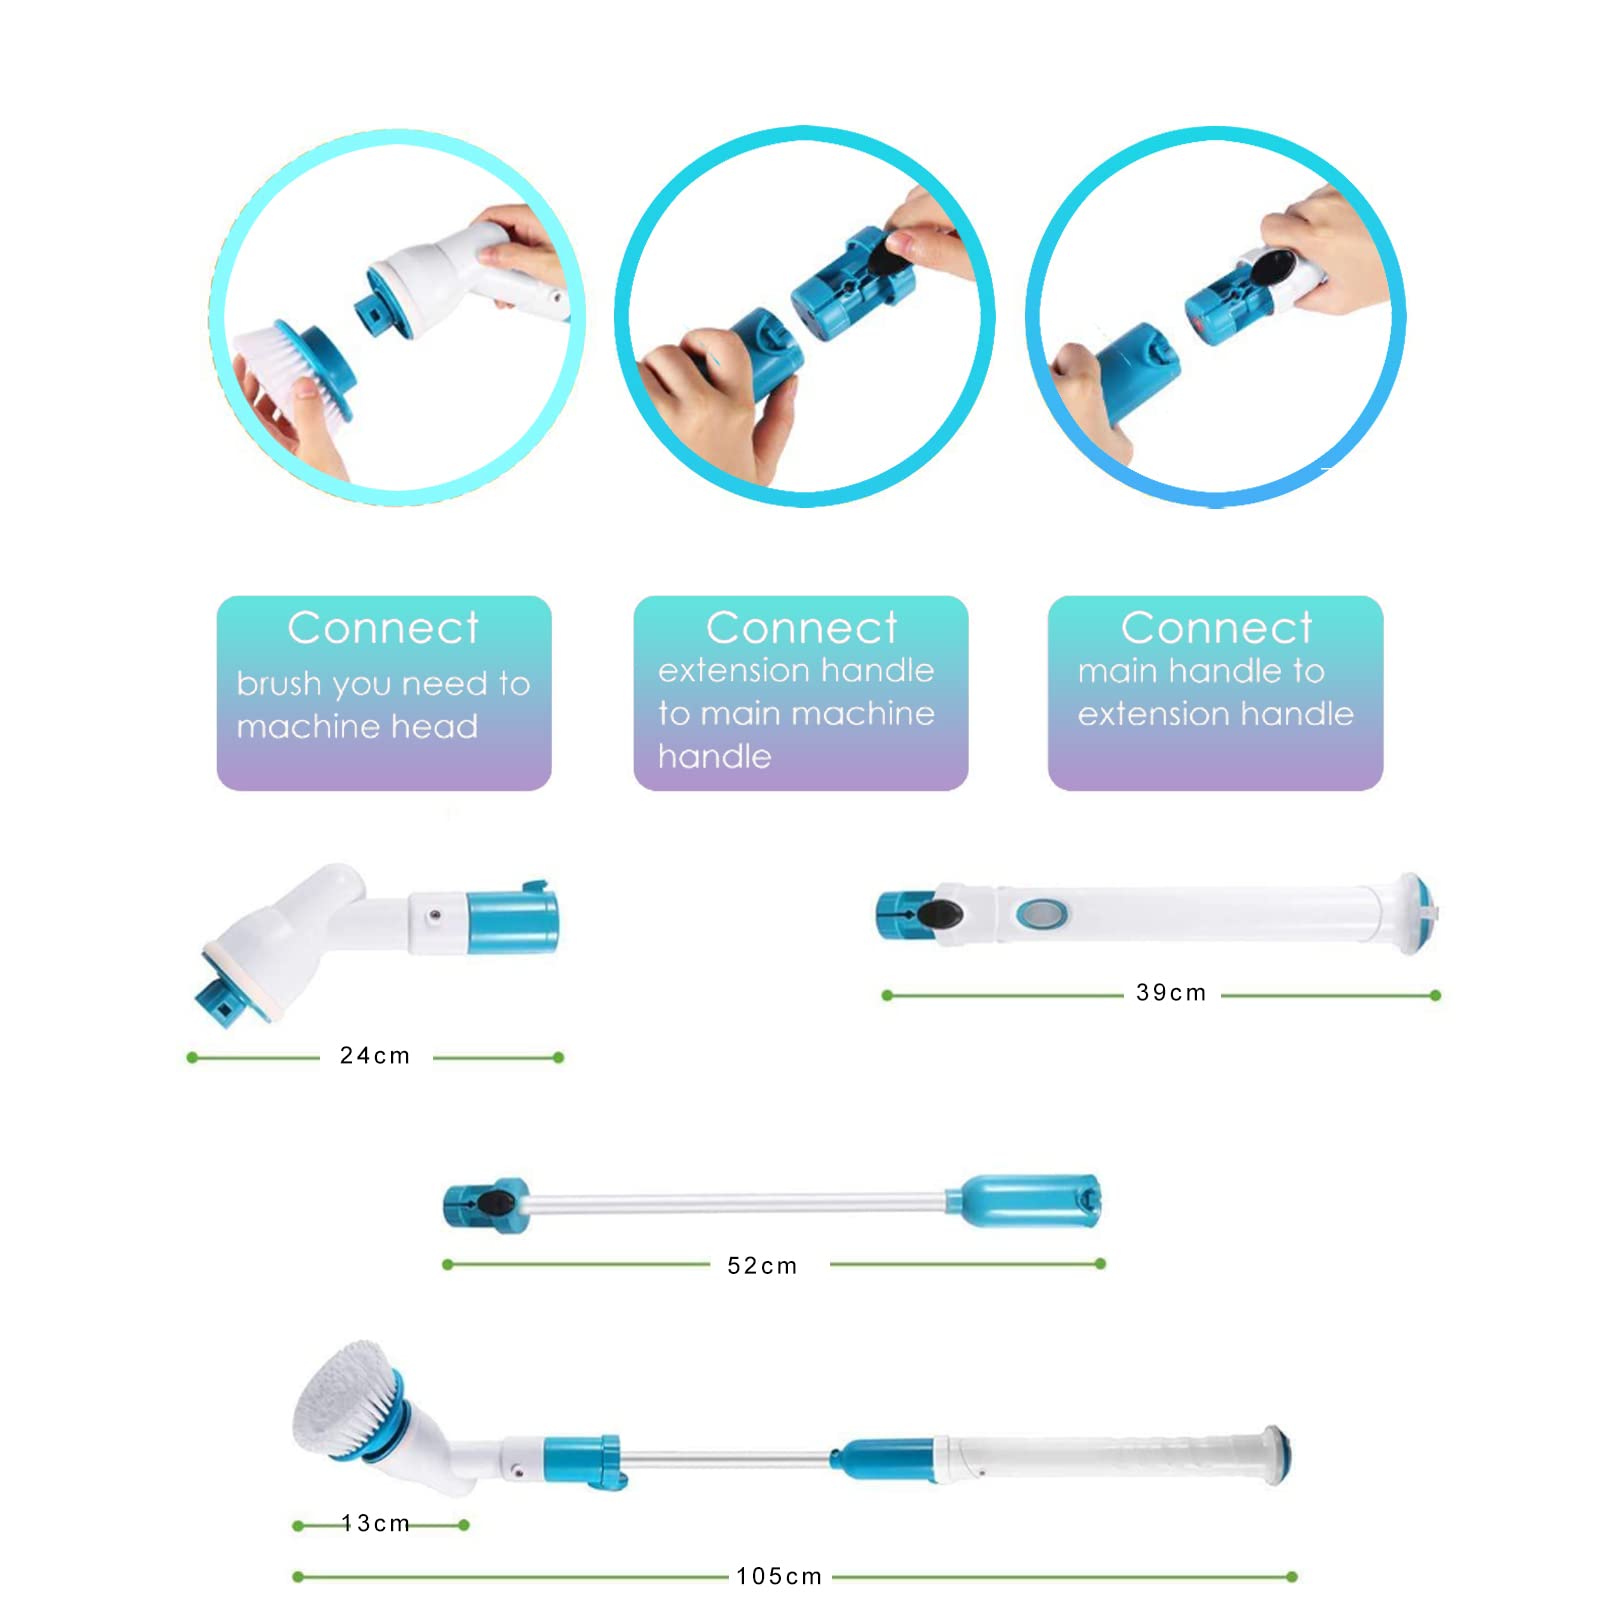 Connect
brush you need to
machine head
Connect
extension handle
to main machine
handle
Connect
main handle to
extension handle
24cm
39cm
52cm
13cm
105cm